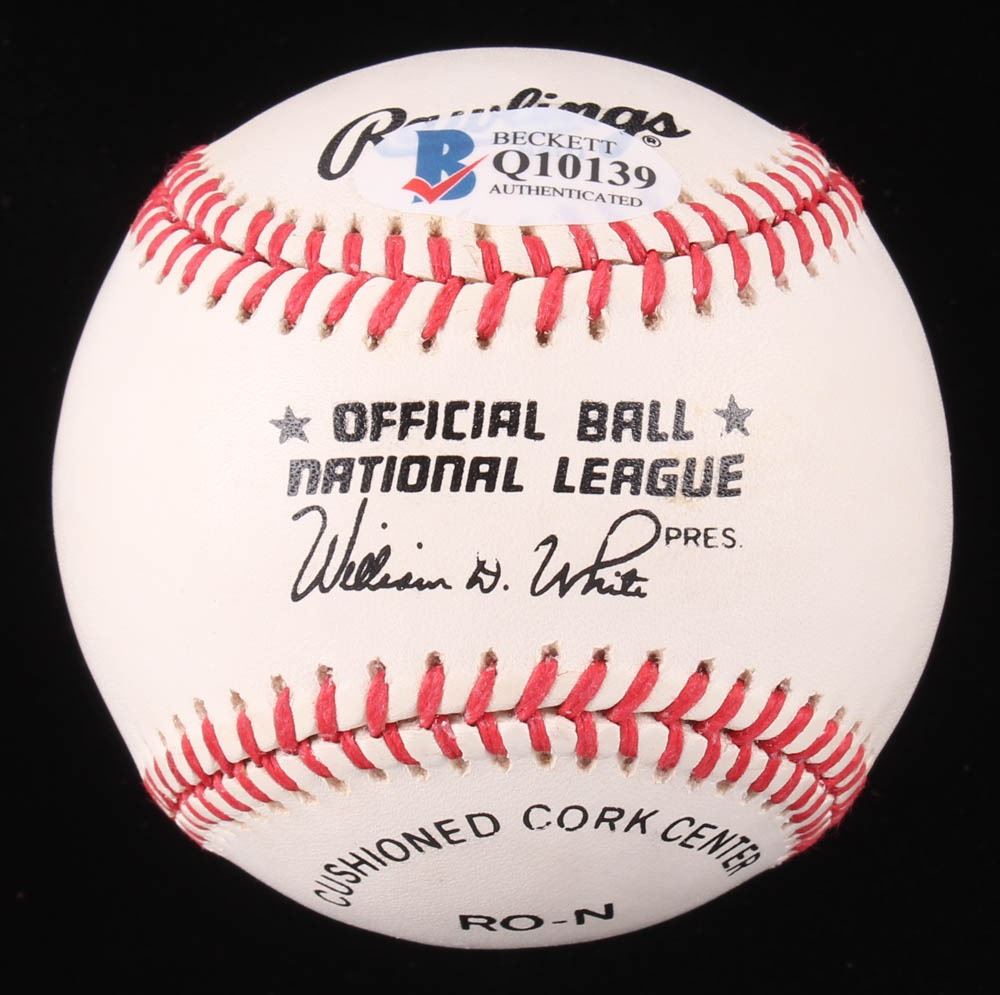 Rawlings®
B BECKETT
Q10139
AUTHENTICATED
OFFICIAL BALL
NATIONAL LEAGUE
William D. White PRES.
CUSHIONED CORK CENTER
RO-N